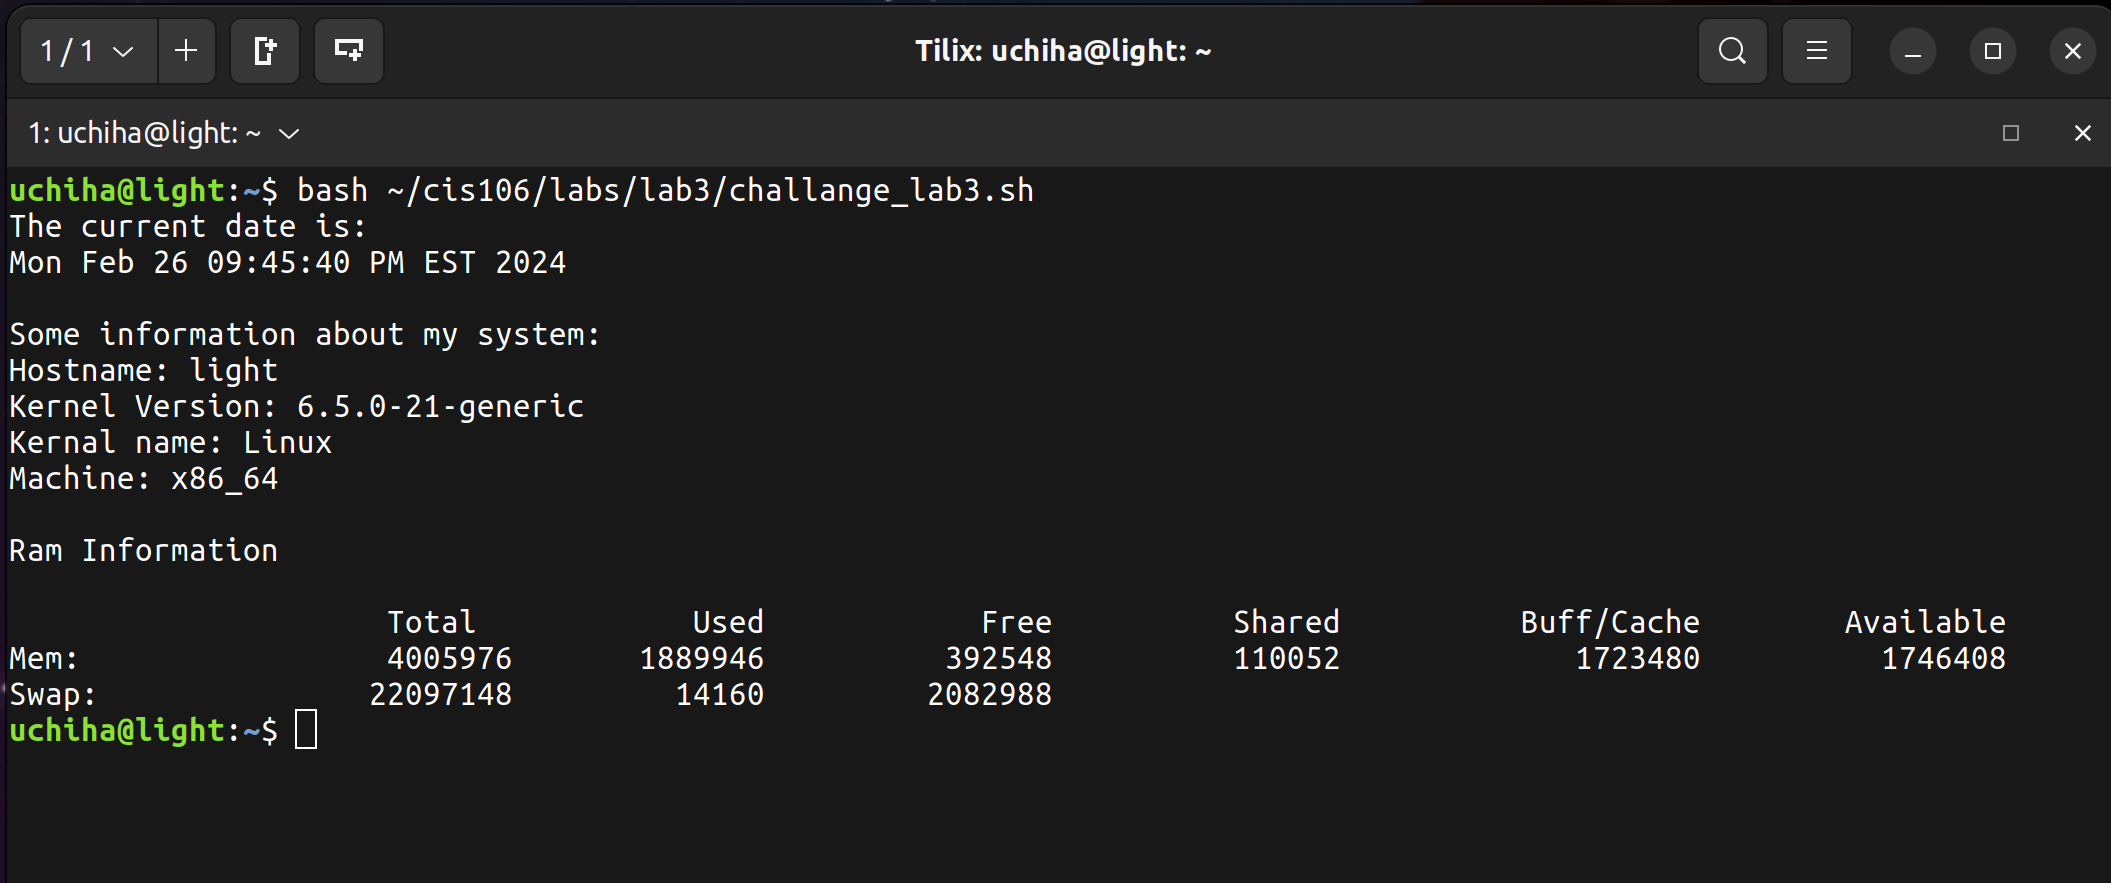 1 / 1
Tilix: uchiha@light: ~
1: uchiha@light: ~
uchiha@light:~$ bash ~/cis106/labs/lab3/challange_lab3.sh
The current date is:
Mon Feb 26 09:45:40 PM EST 2024
Some information about my system:
Hostname: light
Kernel Version: 6.5.0-21-generic
Kernal name: Linux
Machine: x86_64
Ram Information
Total Used Free Shared Buff/Cache Available
Mem: 4005976 1889946 392548 110052 1723480 1746408
Swap: 22097148 14160 2082988
uchiha@light:~$